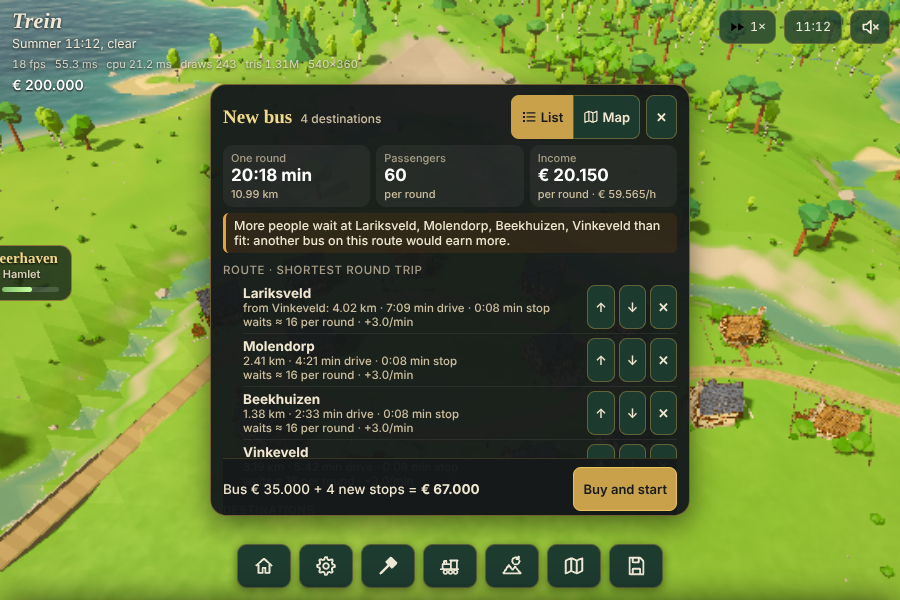 Trein
Summer 11:12, clear
18 fps 55.3 ms cpu 21.2 ms draws 243 tris 1.31M 540×360
€ 200.000
1×
11:12
New bus 4 destinations
List
Map
One round
20:18 min
10.99 km
Passengers
60
per round
Income
€ 20.150
per round · € 59.565/h
More people wait at Lariksveld, Molendorp, Beekhuizen, Vinkeveld than
fit: another bus on this route would earn more.
eerhaven
Hamlet
ROUTE · SHORTEST ROUND TRIP
Lariksveld
from Vinkeveld: 4.02 km · 7:09 min drive · 0:08 min stop
waits ≈ 16 per round · +3.0/min
Molendorp
2.41 km · 4:21 min drive · 0:08 min stop
waits ≈ 16 per round · +3.0/min
Beekhuizen
1.38 km · 2:33 min drive · 0:08 min stop
waits ≈ 16 per round · +3.0/min
Vinkeveld
Bus € 35.000 + 4 new stops = € 67.000
Buy and start